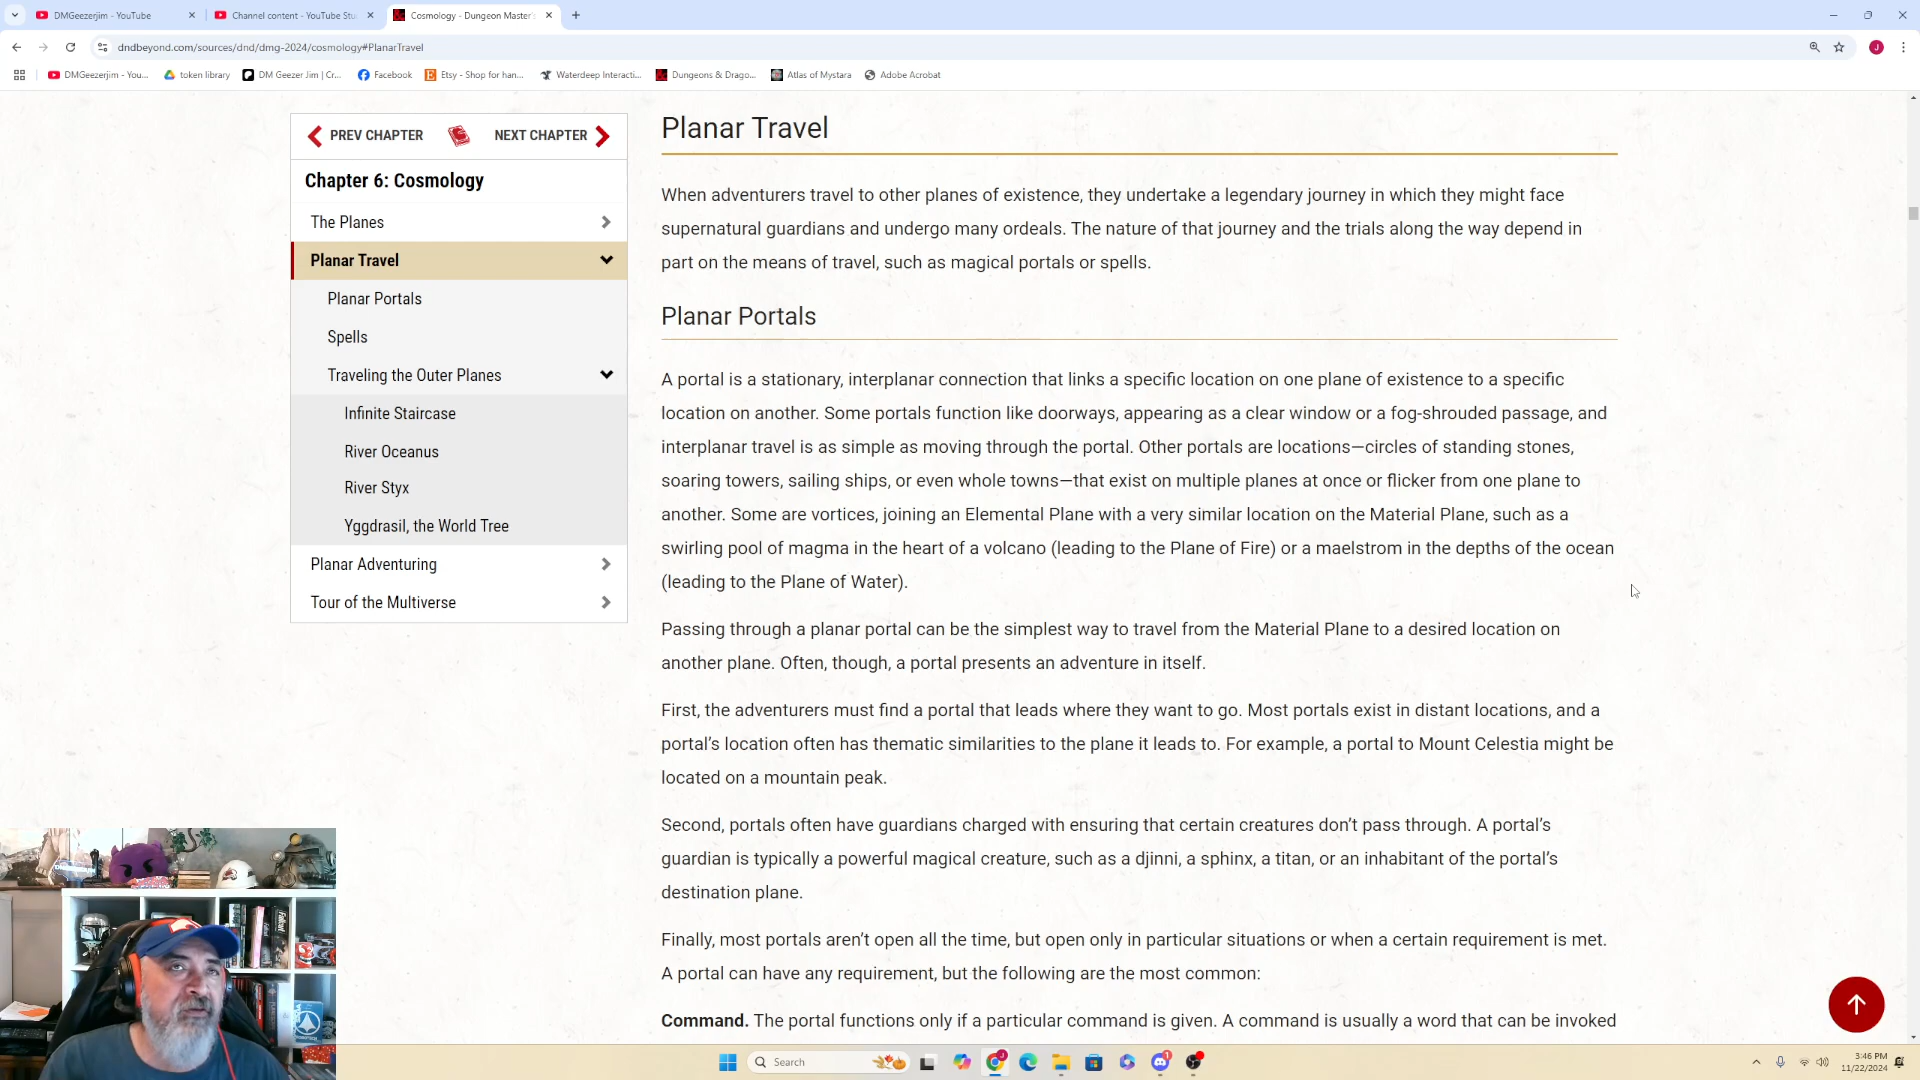 DMGeezerjim - YouTube
Channel content - YouTube Stu
Cosmology - Dungeon Master's
dndbeyond.com/sources/dnd/dmg-2024/cosmology#PlanarTravel
DMGeezerjim - You...
token library
DM Geezer Jim | Cr...
Facebook
Etsy - Shop for han...
Waterdeep Interacti...
Dungeons & Drago...
Atlas of Mystara
Adobe Acrobat
PREV CHAPTER
NEXT CHAPTER
Chapter 6: Cosmology
The Planes
Planar Travel
Planar Portals
Spells
Traveling the Outer Planes
Infinite Staircase
River Oceanus
River Styx
Yggdrasil, the World Tree
Planar Adventuring
Tour of the Multiverse
Planar Travel
When adventurers travel to other planes of existence, they undertake a legendary journey in which they might face
supernatural guardians and undergo many ordeals. The nature of that journey and the trials along the way depend in
part on the means of travel, such as magical portals or spells.
Planar Portals
A portal is a stationary, interplanar connection that links a specific location on one plane of existence to a specific
location on another. Some portals function like doorways, appearing as a clear window or a fog-shrouded passage, and
interplanar travel is as simple as moving through the portal. Other portals are locations—circles of standing stones,
soaring towers, sailing ships, or even whole towns—that exist on multiple planes at once or flicker from one plane to
another. Some are vortices, joining an Elemental Plane with a very similar location on the Material Plane, such as a
swirling pool of magma in the heart of a volcano (leading to the Plane of Fire) or a maelstrom in the depths of the ocean
(leading to the Plane of Water).
Passing through a planar portal can be the simplest way to travel from the Material Plane to a desired location on
another plane. Often, though, a portal presents an adventure in itself.
First, the adventurers must find a portal that leads where they want to go. Most portals exist in distant locations, and a
portal's location often has thematic similarities to the plane it leads to. For example, a portal to Mount Celestia might be
located on a mountain peak.
Second, portals often have guardians charged with ensuring that certain creatures don't pass through. A portal's
guardian is typically a powerful magical creature, such as a djinni, a sphinx, a titan, or an inhabitant of the portal's
destination plane.
Finally, most portals aren't open all the time, but open only in particular situations or when a certain requirement is met.
A portal can have any requirement, but the following are the most common:
Command. The portal functions only if a particular command is given. A command is usually a word that can be invoked
Search
3:46 PM
11/22/2024